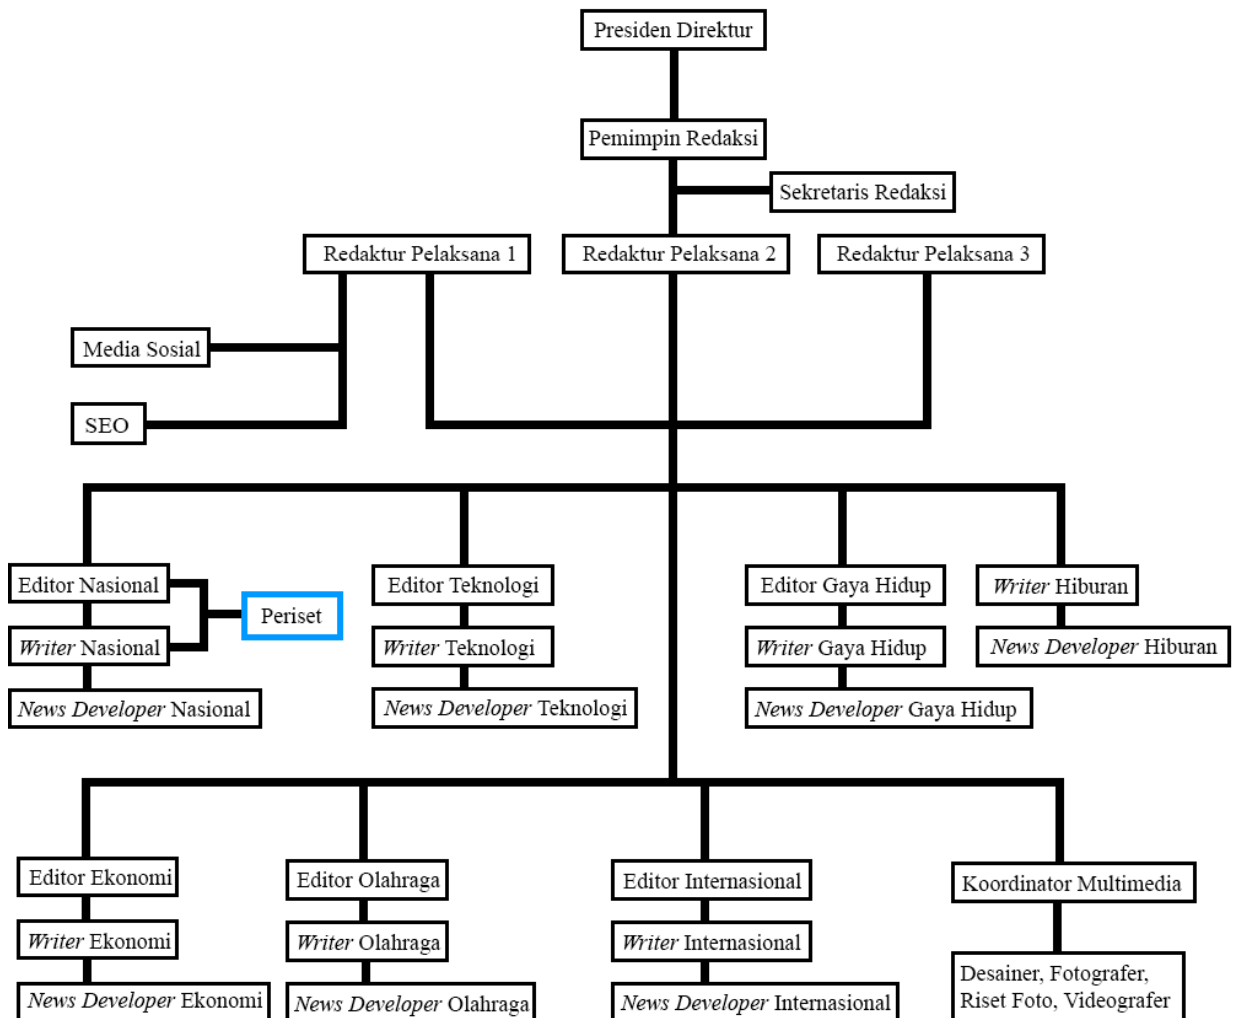 Presiden Direktur
Pemimpin Redaksi
Sekretaris Redaksi
Redaktur Pelaksana 1
Redaktur Pelaksana 2
Redaktur Pelaksana 3
Media Sosial
SEO
Editor Nasional
Writer Nasional
News Developer Nasional
Periset
Editor Teknologi
Writer Teknologi
News Developer Teknologi
Editor Gaya Hidup
Writer Gaya Hidup
News Developer Gaya Hidup
Writer Hiburan
News Developer Hiburan
Editor Ekonomi
Writer Ekonomi
News Developer Ekonomi
Editor Olahraga
Writer Olahraga
News Developer Olahraga
Editor Internasional
Writer Internasional
News Developer Internasional
Koordinator Multimedia
Desainer, Fotografer,
Riset Foto, Videografer